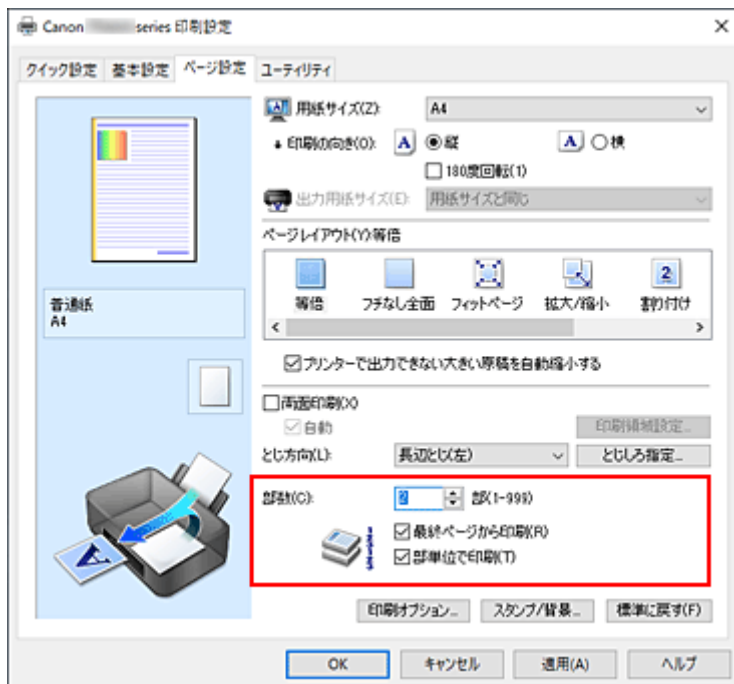 Canon series 印刷設定
クイック設定 基本設定 ページ設定 ユーティリティ
用紙サイズ(Z): A4
印刷の向き(O): A 縦 A 横
180度回転(1)
出力用紙サイズ(E): 用紙サイズと同じ
ページレイアウト(Y):等倍
等倍 フチなし全面 フィットページ 拡大/縮小 割り付け
普通紙
A4
プリンターで出力できない大きい原稿を自動縮小する
両面印刷(X)
自動 印刷領域設定...
とじ方向(L): 長辺とじ(左) とじしろ指定...
部数(C): 2 部(1-999)
最終ページから印刷(R)
部単位で印刷(T)
印刷オプション... スタンプ/背景... 標準に戻す(F)
OK キャンセル 適用(A) ヘルプ